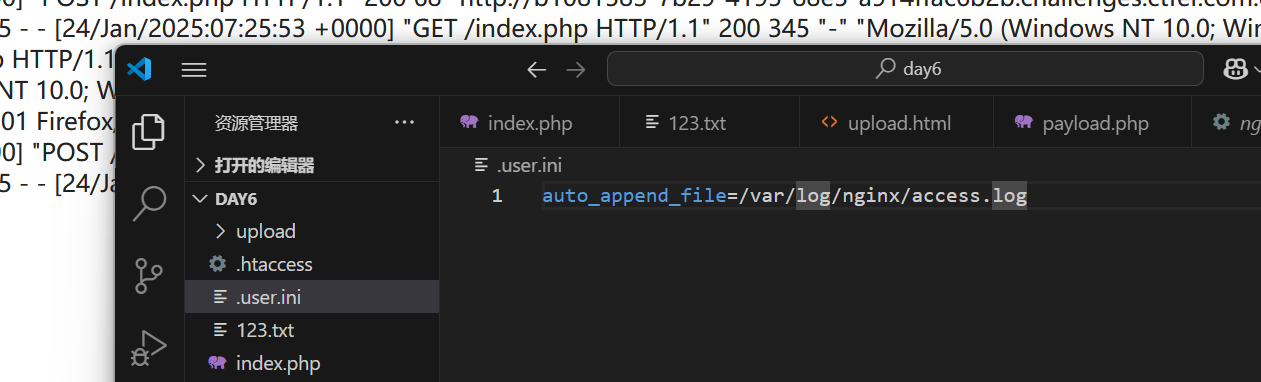 0] "POST /index.php HTTP/1.1" 200 68 "http://b1081383-7b29-4193-88e3-a914ffac6b2b.challenges.ctfer.com.
5 - - [24/Jan/2025:07:25:53 +0000] "GET /index.php HTTP/1.1" 200 345 "-" "Mozilla/5.0 (Windows NT 10.0; Win
HTTP/1.1
day6
NT 10.0; W
01 Firefox/
资源管理器
index.php
123.txt
upload.html
payload.php
ng
0] "POST /
打开的编辑器
.user.ini
5 - - [24/Ja
DAY6
1 auto_append_file=/var/log/nginx/access.log
upload
.htaccess
.user.ini
123.txt
index.php